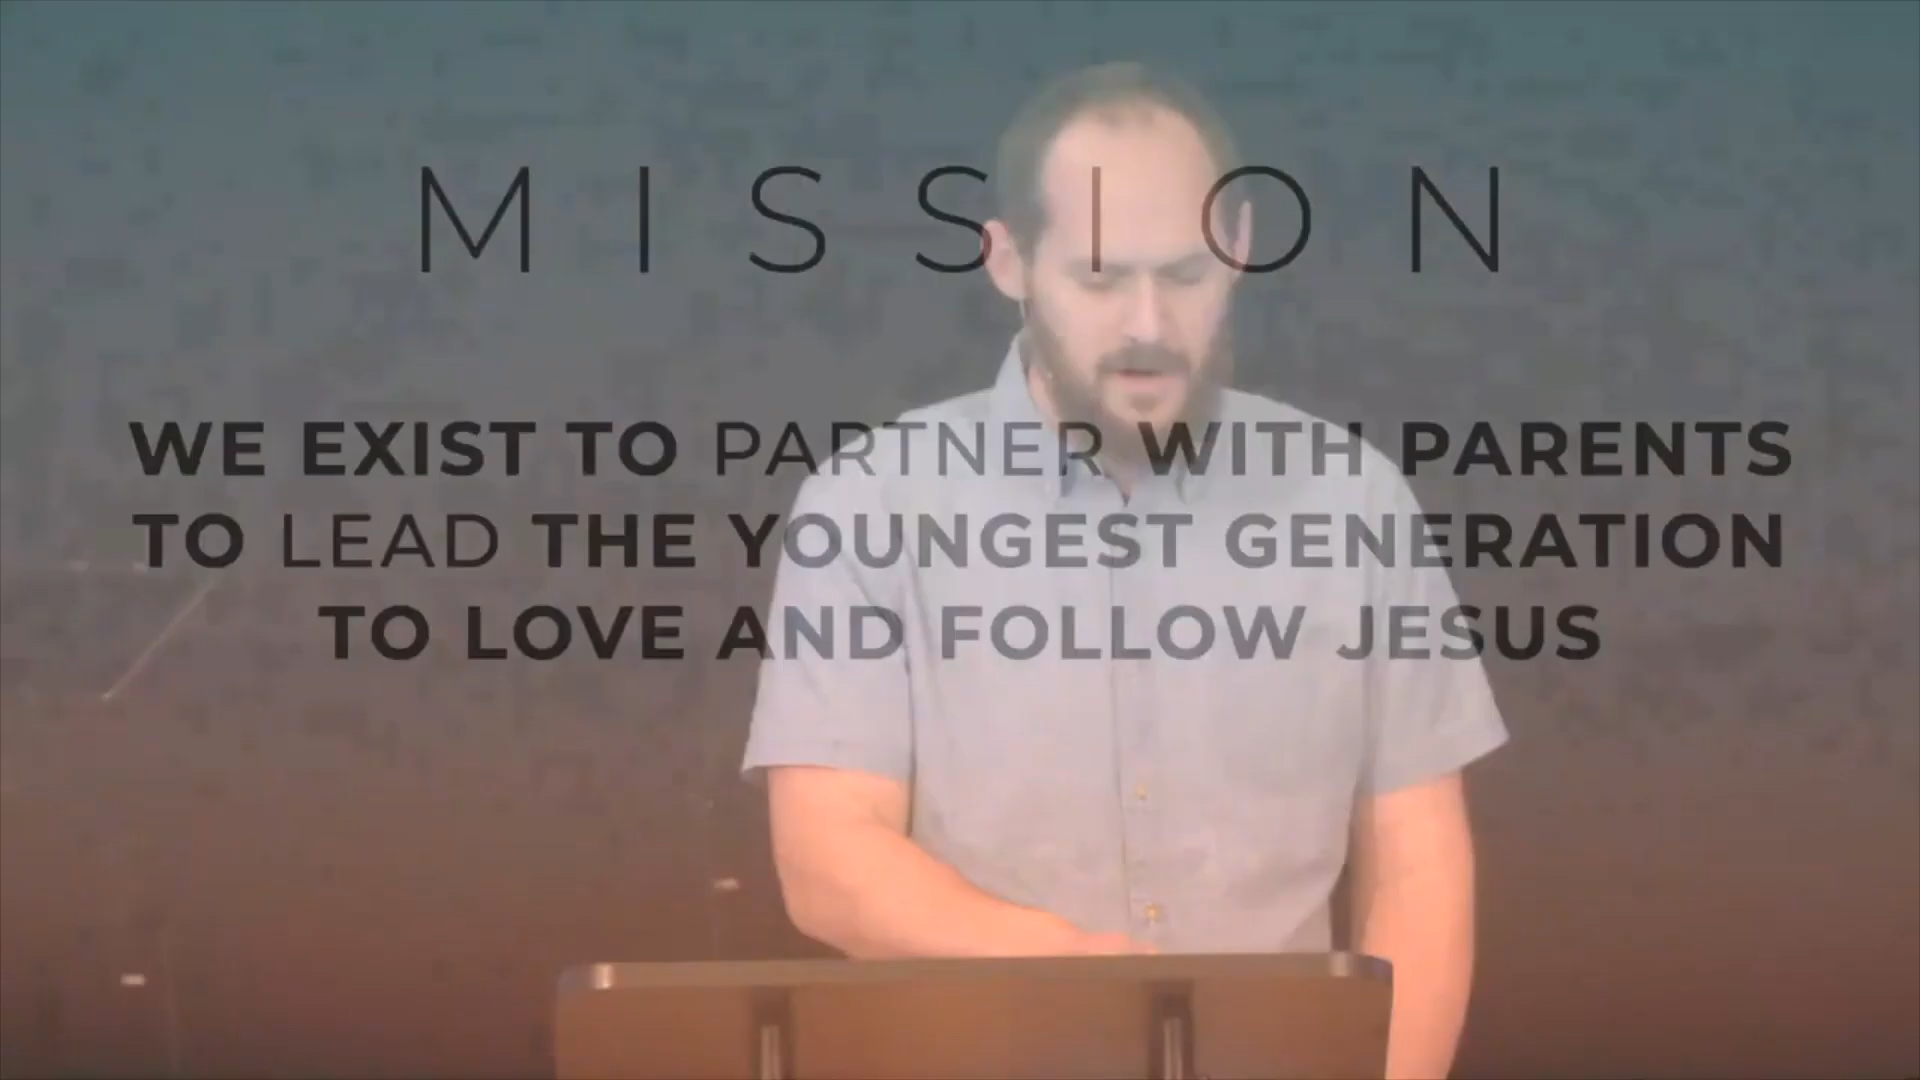 MISSION
WE EXIST TO PARTNER WITH PARENTS
TO LEAD THE YOUNGEST GENERATION
TO LOVE AND FOLLOW JESUS